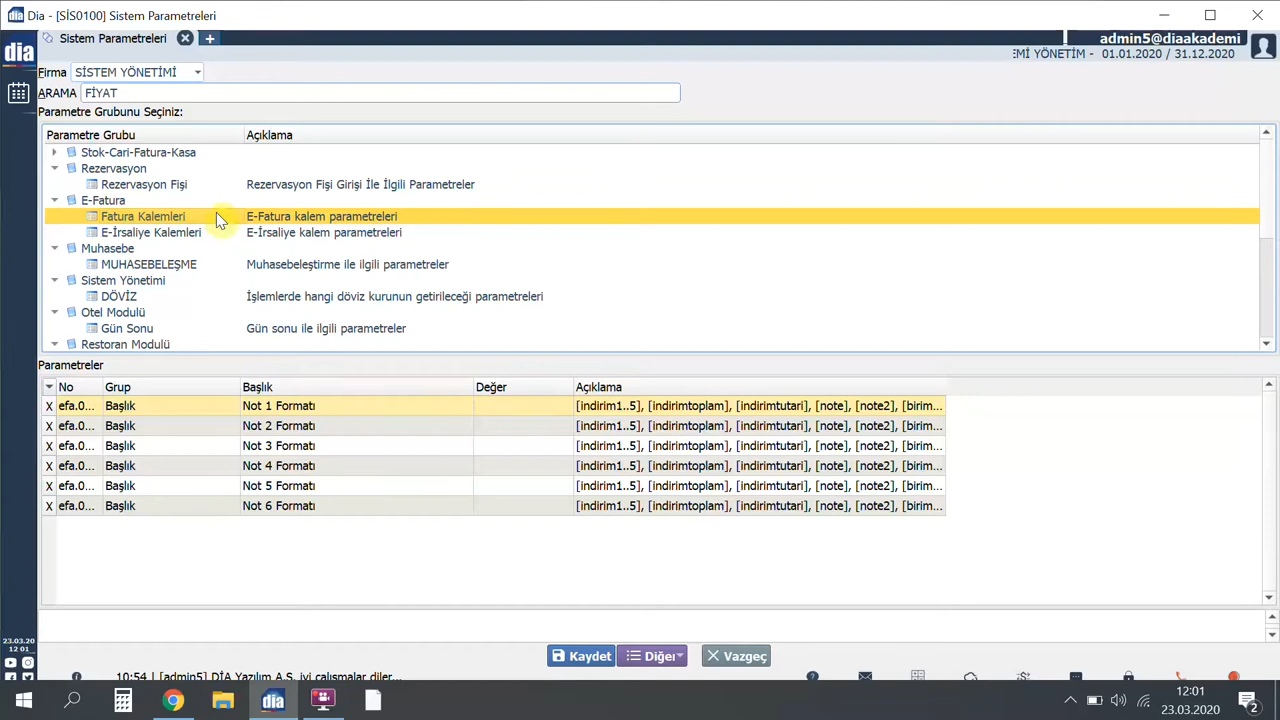 Dia - [SİS0100] Sistem Parametreleri
dia
Sistem Parametreleri
admin5@diaakademi
:Mİ YÖNETİM - 01.01.2020 / 31.12.2020
Firma SİSTEM YÖNETİMİ
ARAMA FİYAT
Parametre Grubunu Seçiniz:
Parametre Grubu Açıklama
Stok-Cari-Fatura-Kasa
Rezervasyon
Rezervasyon Fişi Rezervasyon Fişi Girişi İle İlgili Parametreler
E-Fatura
Fatura Kalemleri E-Fatura kalem parametreleri
E-İrsaliye Kalemleri E-İrsaliye kalem parametreleri
Muhasebe
MUHASEBELEŞME Muhasebeleştirme ile ilgili parametreler
Sistem Yönetimi
DÖVİZ İşlemlerde hangi döviz kurunun getirileceği parametreleri
Otel Modulü
Gün Sonu Gün sonu ile ilgili parametreler
Restoran Modulü
Parametreler
No Grup Başlık Değer Açıklama
X efa.0... Başlık Not 1 Formatı [indirim1..5], [indirimtoplam], [indirimtutari], [note], [note2], [birim...
X efa.0... Başlık Not 2 Formatı [indirim1..5], [indirimtoplam], [indirimtutari], [note], [note2], [birim...
X efa.0... Başlık Not 3 Formatı [indirim1..5], [indirimtoplam], [indirimtutari], [note], [note2], [birim...
X efa.0... Başlık Not 4 Formatı [indirim1..5], [indirimtoplam], [indirimtutari], [note], [note2], [birim...
X efa.0... Başlık Not 5 Formatı [indirim1..5], [indirimtoplam], [indirimtutari], [note], [note2], [birim...
X efa.0... Başlık Not 6 Formatı [indirim1..5], [indirimtoplam], [indirimtutari], [note], [note2], [birim...
23.03.20
12 01
Kaydet Diğer Vazgeç
10:54 | [admin5] DİA Yazılım A.S. iyi çalışmalar diler...
dia
12:01
23.03.2020
2